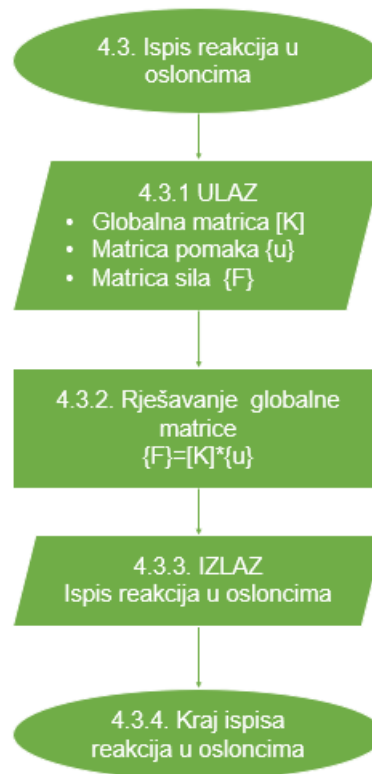 4.3. Ispis reakcija u
osloncima
4.3.1 ULAZ
• Globalna matrica [K]
• Matrica pomaka {u}
• Matrica sila {F}
4.3.2. Rješavanje globalne
matrice
{F}=[K]*{u}
4.3.3. IZLAZ
Ispis reakcija u osloncima
4.3.4. Kraj ispisa
reakcija u osloncima